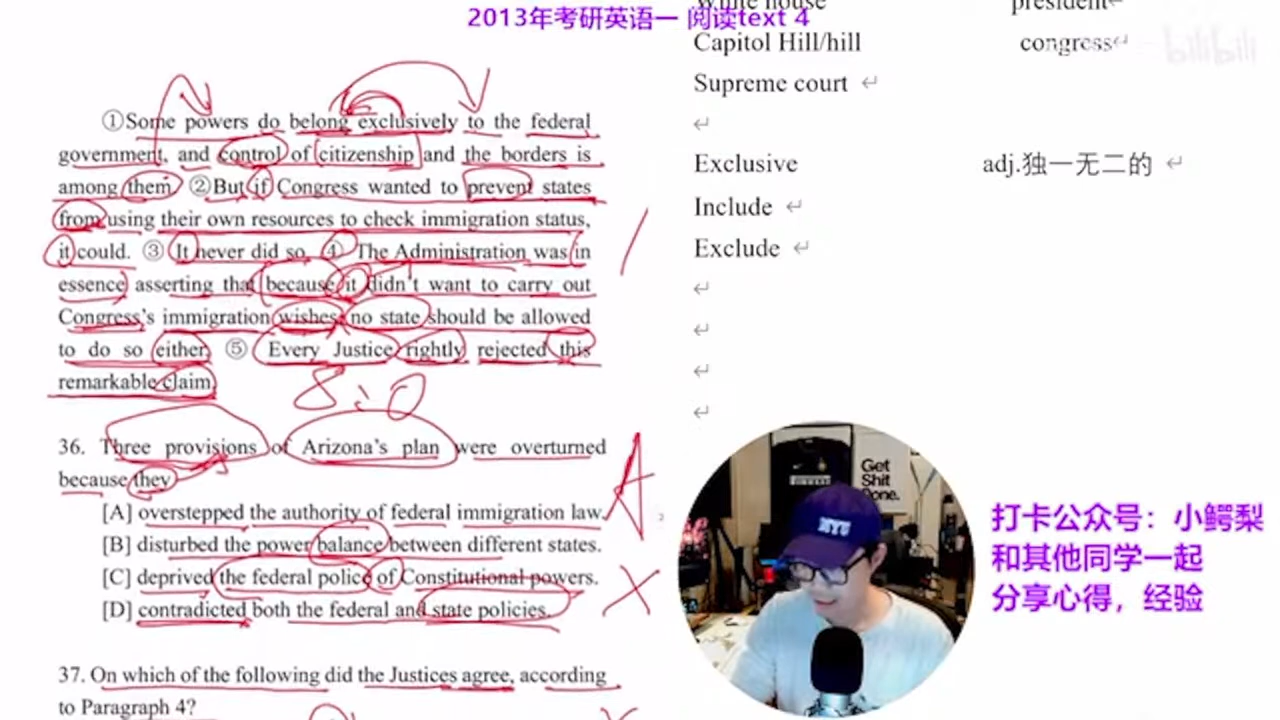 2013年考研英语一 阅读text 4
White house president
Capitol Hill/hill congress
Supreme court
Exclusive adj.独一无二的
Include
Exclude
bilibili
①Some powers do belong exclusively to the federal
government, and control of citizenship and the borders is
among them. ②But if Congress wanted to prevent states
from using their own resources to check immigration status,
it could. ③ It never did so. ④ The Administration was in
essence asserting that because it didn't want to carry out
Congress's immigration wishes, no state should be allowed
to do so either. ⑤ Every Justice rightly rejected this
remarkable claim.
8:0
36. Three provisions of Arizona's plan were overturned
because they
[A] overstepped the authority of federal immigration law.
[B] disturbed the power balance between different states.
[C] deprived the federal police of Constitutional powers.
[D] contradicted both the federal and state policies.
A
37. On which of the following did the Justices agree, according
to Paragraph 4?
Get
Shit
Done.
NYU
打卡公众号：小鳄梨
和其他同学一起
分享心得，经验